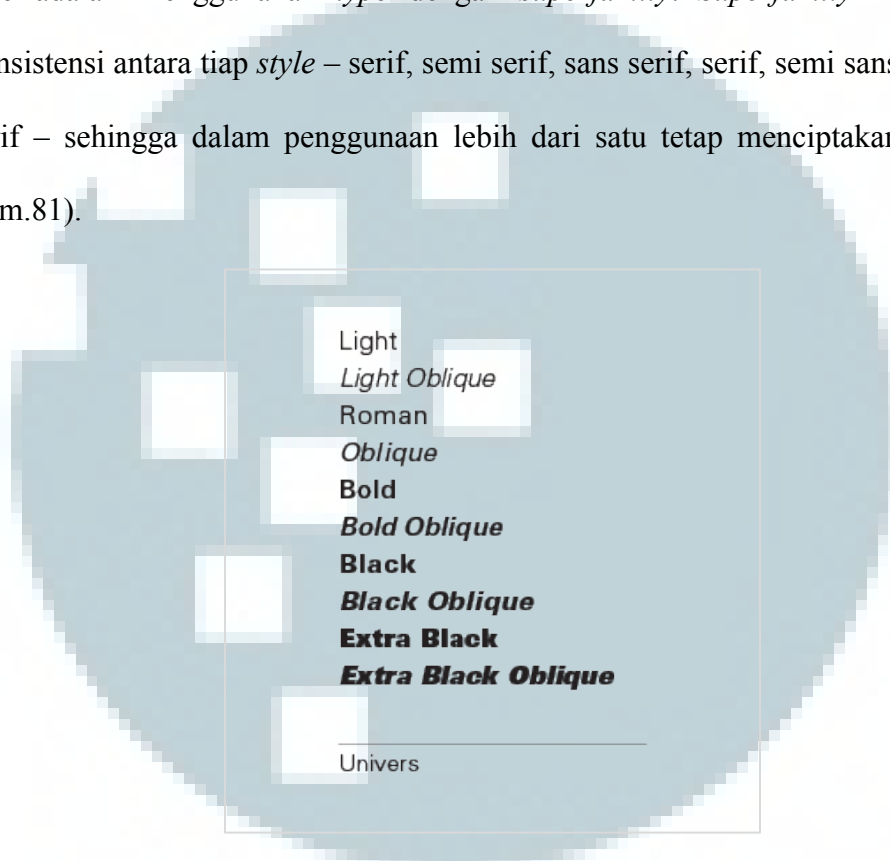 nsistensi antara tiap style – serif, semi serif, sans serif, serif, semi sans
if – sehingga dalam penggunaan lebih dari satu tetap menciptakan
m.81).
Light
Light Oblique
Roman
Oblique
Bold
Bold Oblique
Black
Black Oblique
Extra Black
Extra Black Oblique
Univers